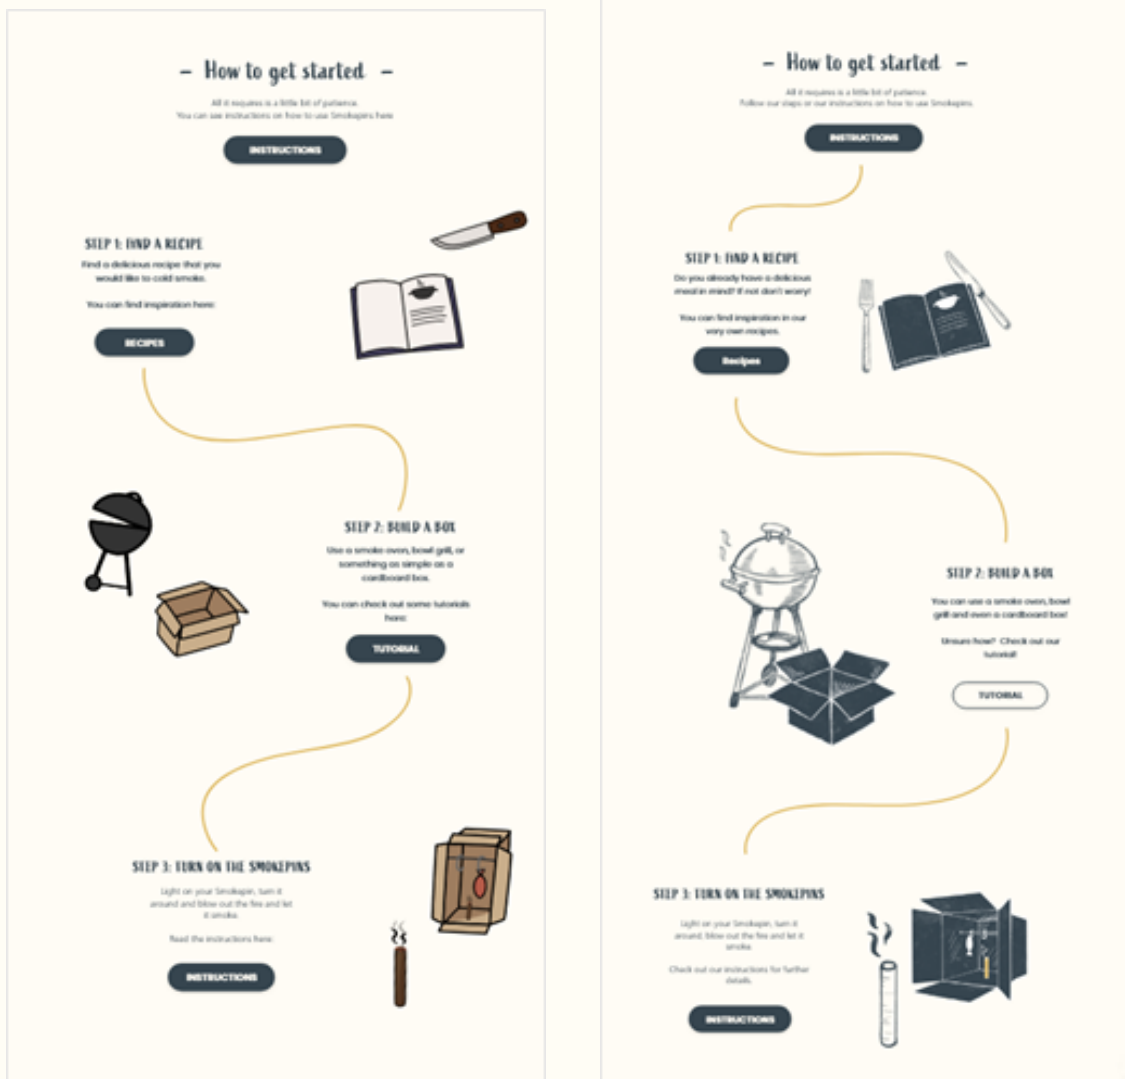 – How to get started –
All it requires is a little bit of patience.
You can see instructions on how to use Smokepins here
INSTRUCTIONS
STEP 1: FIND A RECIPE
Find a delicious recipe that you
would like to cold smoke.
You can find inspiration here:
RECIPES
STEP 2: BUILD A BOX
Use a smoke oven, bowl grill, or
something as simple as a
cardboard box.
You can check out some tutorials
here:
TUTORIAL
STEP 3: TURN ON THE SMOKEPINS
Light on your Smokepin, turn it
around and blow out the fire and let
it smoke.
Read the instructions here:
INSTRUCTIONS
– How to get started –
All it requires is a little bit of patience.
Follow our steps or our instructions on how to use Smokepins.
INSTRUCTIONS
STEP 1: FIND A RECIPE
Do you already have a delicious
meal in mind? If not don't worry!
You can find inspiration in our
very own recipes.
Recipes
STEP 2: BUILD A BOX
You can use a smoke oven, bowl
grill and even a cardboard box!
Unsure how? Check out our
tutorial!
TUTORIAL
STEP 3: TURN ON THE SMOKEPINS
Light on your Smokepin, turn it
around, blow out the fire and let it
smoke.
Check out our instructions for further
details.
INSTRUCTIONS